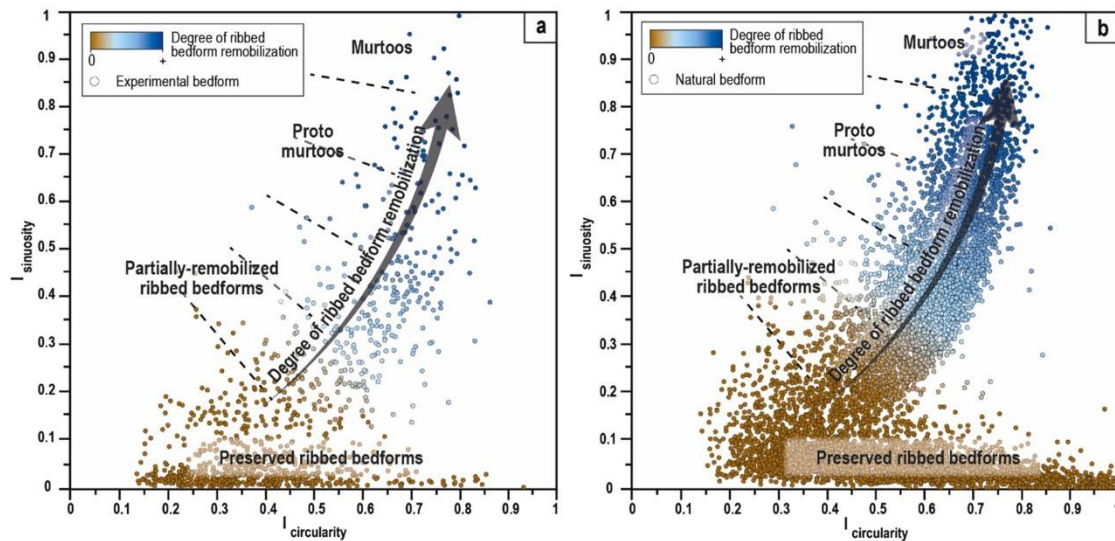 a
Degree of ribbed
bedform remobilization
0
+
Experimental bedform
Murtoos
Proto
murtoos
Partially-remobilized
ribbed bedforms
Degree of ribbed bedform remobilization
Preserved ribbed bedforms
1
0.9
0.8
0.7
0.6
0.5
0.4
0.3
0.2
0.1
0
I sinuosity
0 0.1 0.2 0.3 0.4 0.5 0.6 0.7 0.8 0.9 1
I circularity
b
Degree of ribbed
bedform remobilization
0
+
Natural bedform
Murtoos
Proto
murtoos
Partially-remobilized
ribbed bedforms
Degree of ribbed bedform remobilization
Preserved ribbed bedforms
1
0.9
0.8
0.7
0.6
0.5
0.4
0.3
0.2
0.1
0
I sinuosity
0 0.1 0.2 0.3 0.4 0.5 0.6 0.7 0.8 0.9 1
I circularity